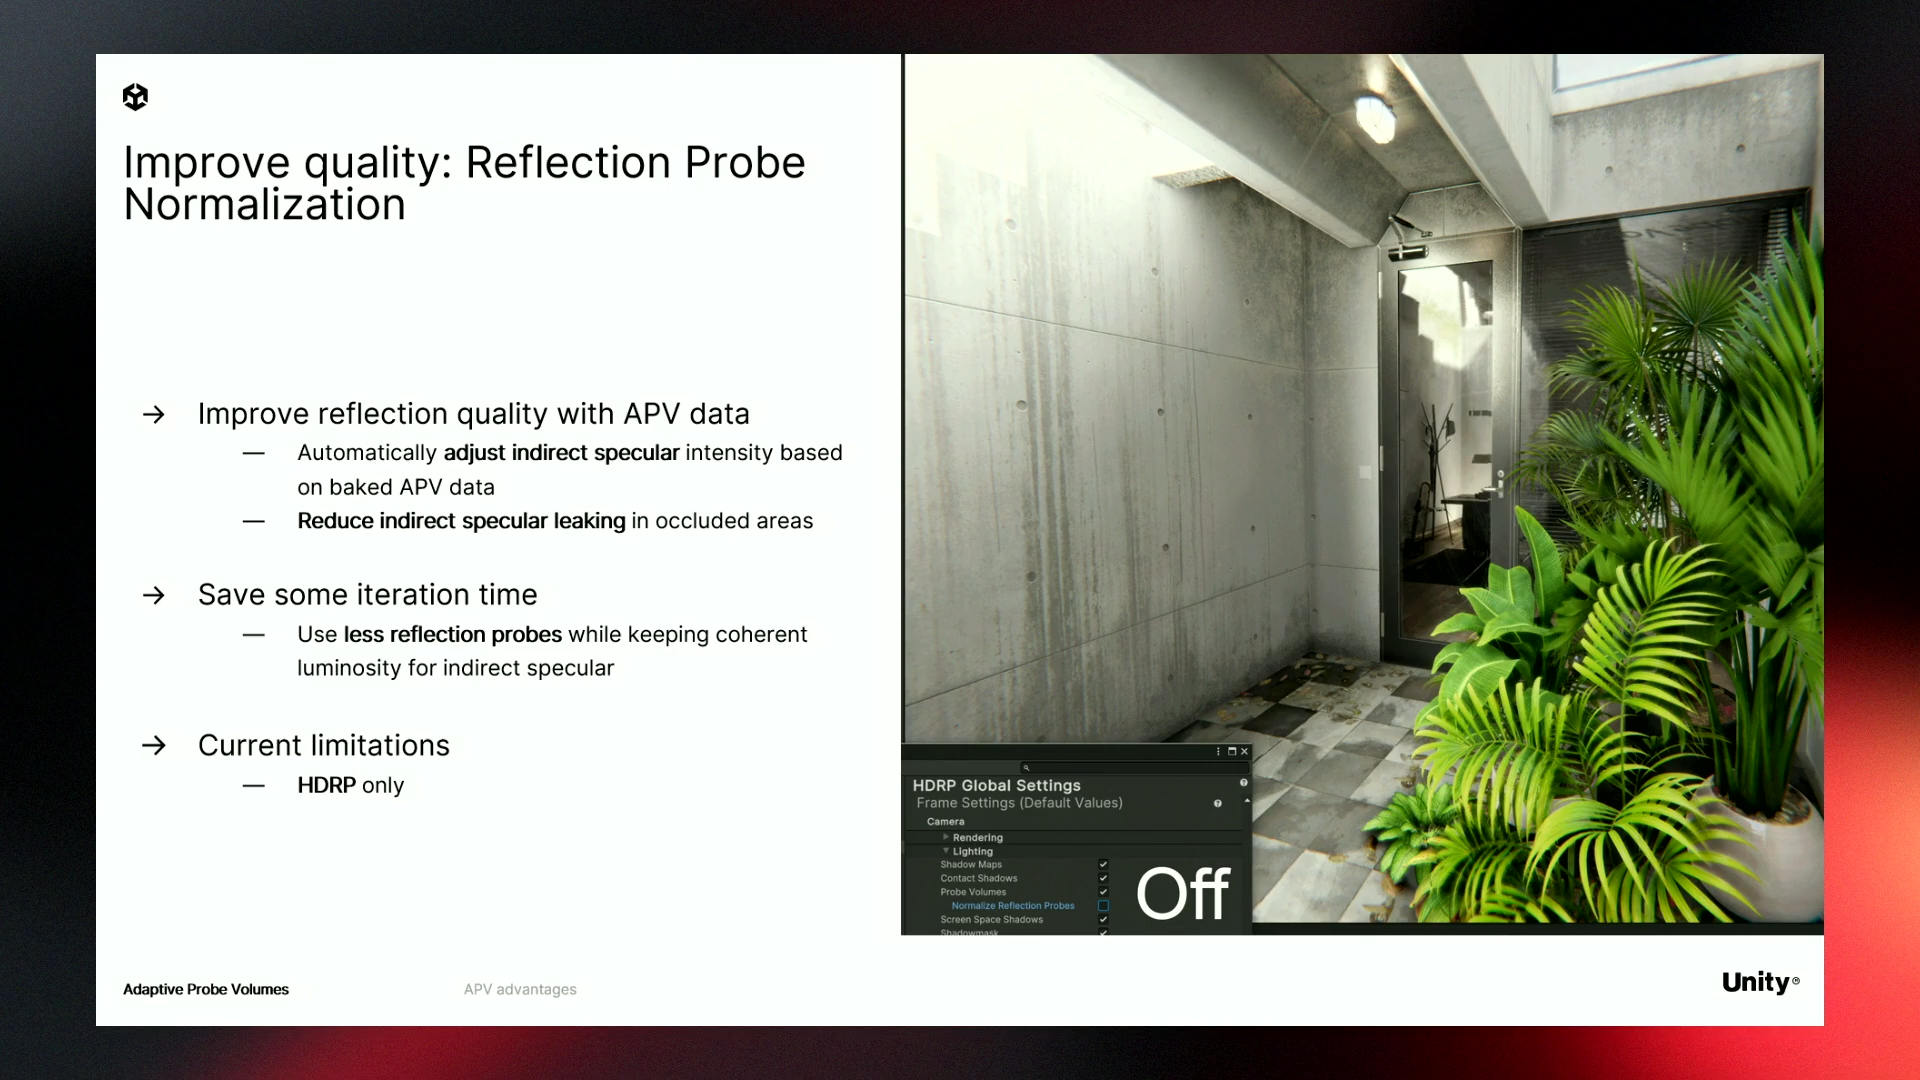 Improve quality: Reflection Probe
Normalization
→ Improve reflection quality with APV data
— Automatically adjust indirect specular intensity based
on baked APV data
— Reduce indirect specular leaking in occluded areas
→ Save some iteration time
— Use less reflection probes while keeping coherent
luminosity for indirect specular
→ Current limitations
— HDRP only
HDRP Global Settings
Frame Settings (Default Values)
Camera
Rendering
Lighting
Shadow Maps
Contact Shadows
Probe Volumes
Normalize Reflection Probes
Screen Space Shadows
Shadowmask
Off
Adaptive Probe Volumes
APV advantages
Unity®